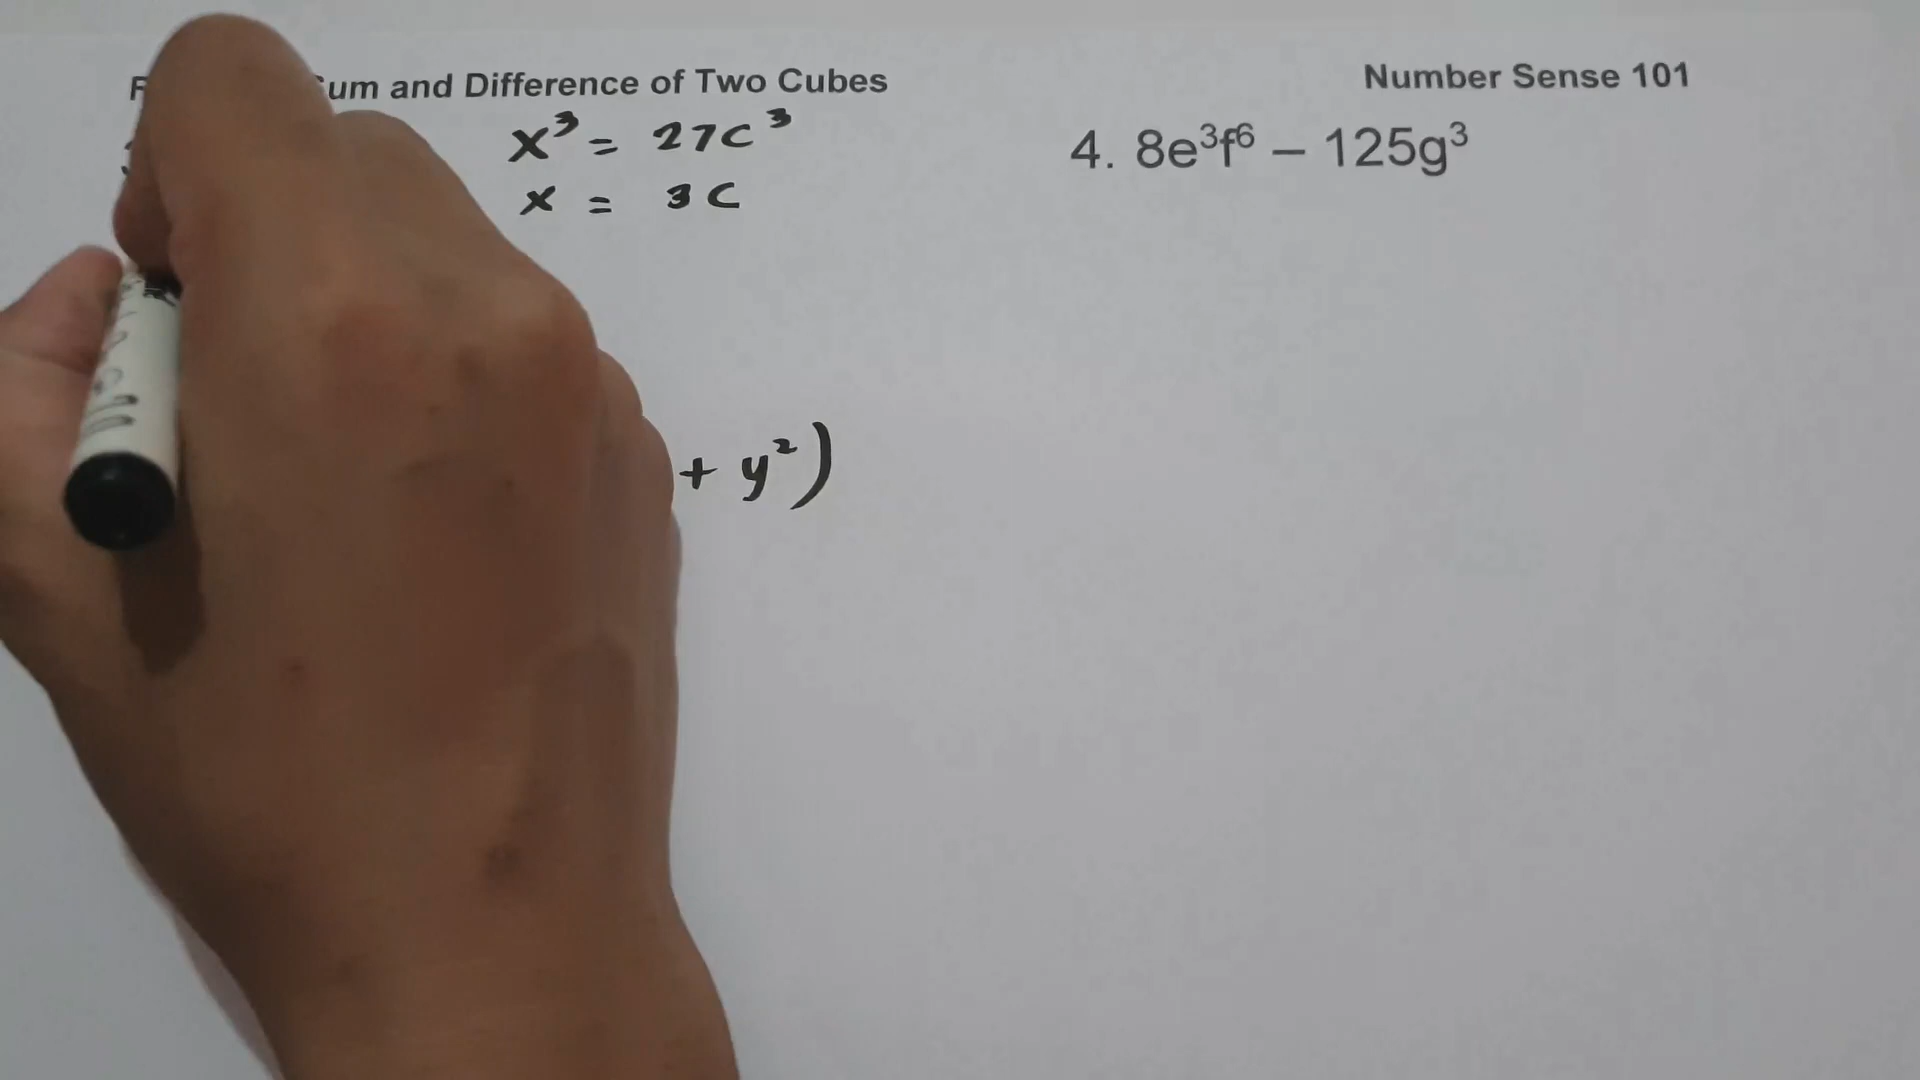 um and Difference of Two Cubes
Number Sense 101
x³ = 27c³
x = 3c
+ y²)
4. 8e³f⁶ – 125g³